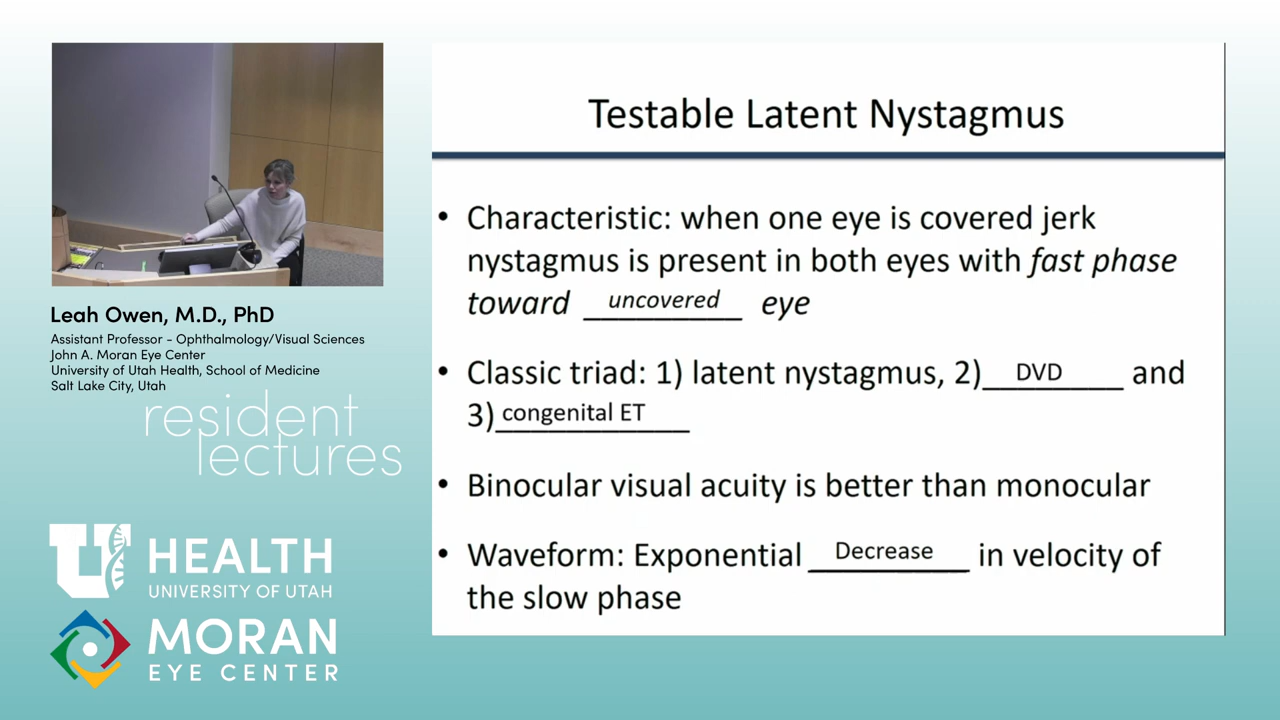 Testable Latent Nystagmus
• Characteristic: when one eye is covered jerk
nystagmus is present in both eyes with fast phase
toward uncovered eye
• Classic triad: 1) latent nystagmus, 2) DVD and
3) congenital ET
• Binocular visual acuity is better than monocular
• Waveform: Exponential Decrease in velocity of
the slow phase
Leah Owen, M.D., PhD
Assistant Professor - Ophthalmology/Visual Sciences
John A. Moran Eye Center
University of Utah Health, School of Medicine
Salt Lake City, Utah
resident
lectures
U HEALTH
UNIVERSITY OF UTAH
MORAN
EYE CENTER